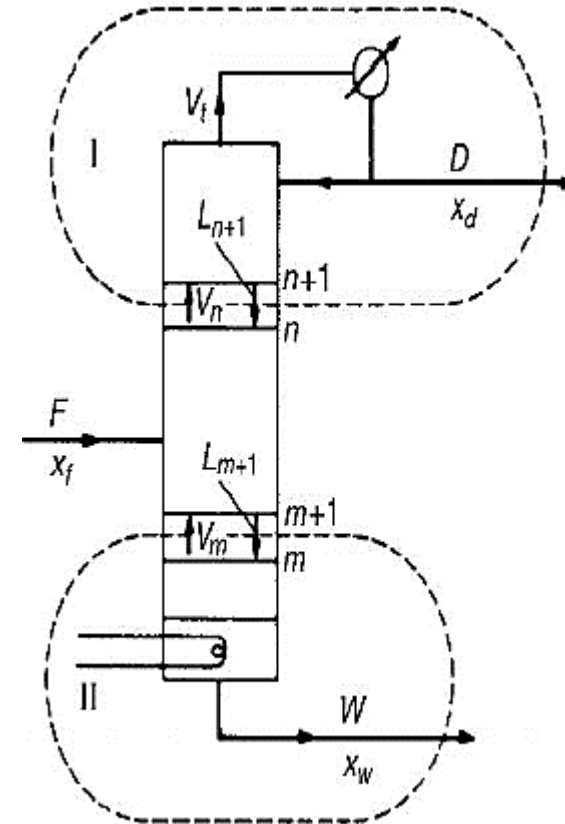 V_t
I
D
x_d
L_{n+1}
n+1
V_n
n
F
x_f
L_{m+1}
m+1
V_m
m
II
W
x_w